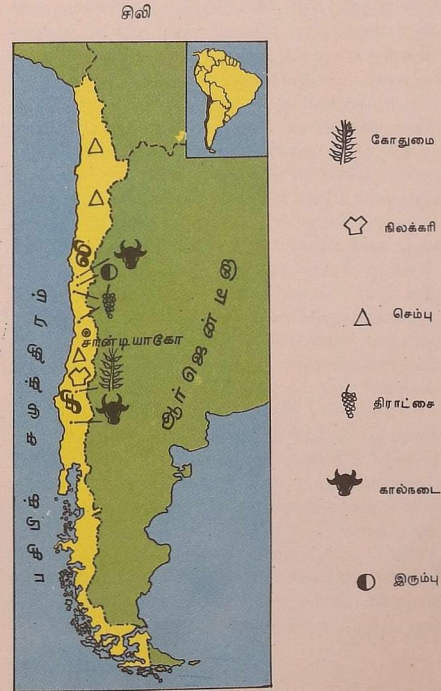 சிலி
கோதுமை
நிலக்கரி
செம்பு
திராட்சை
கால்நடை
இரும்பு
பசிபிக் சமுத்திரம்
சிலி
சான்டியாகோ
ஆர்ஜென்டீனா